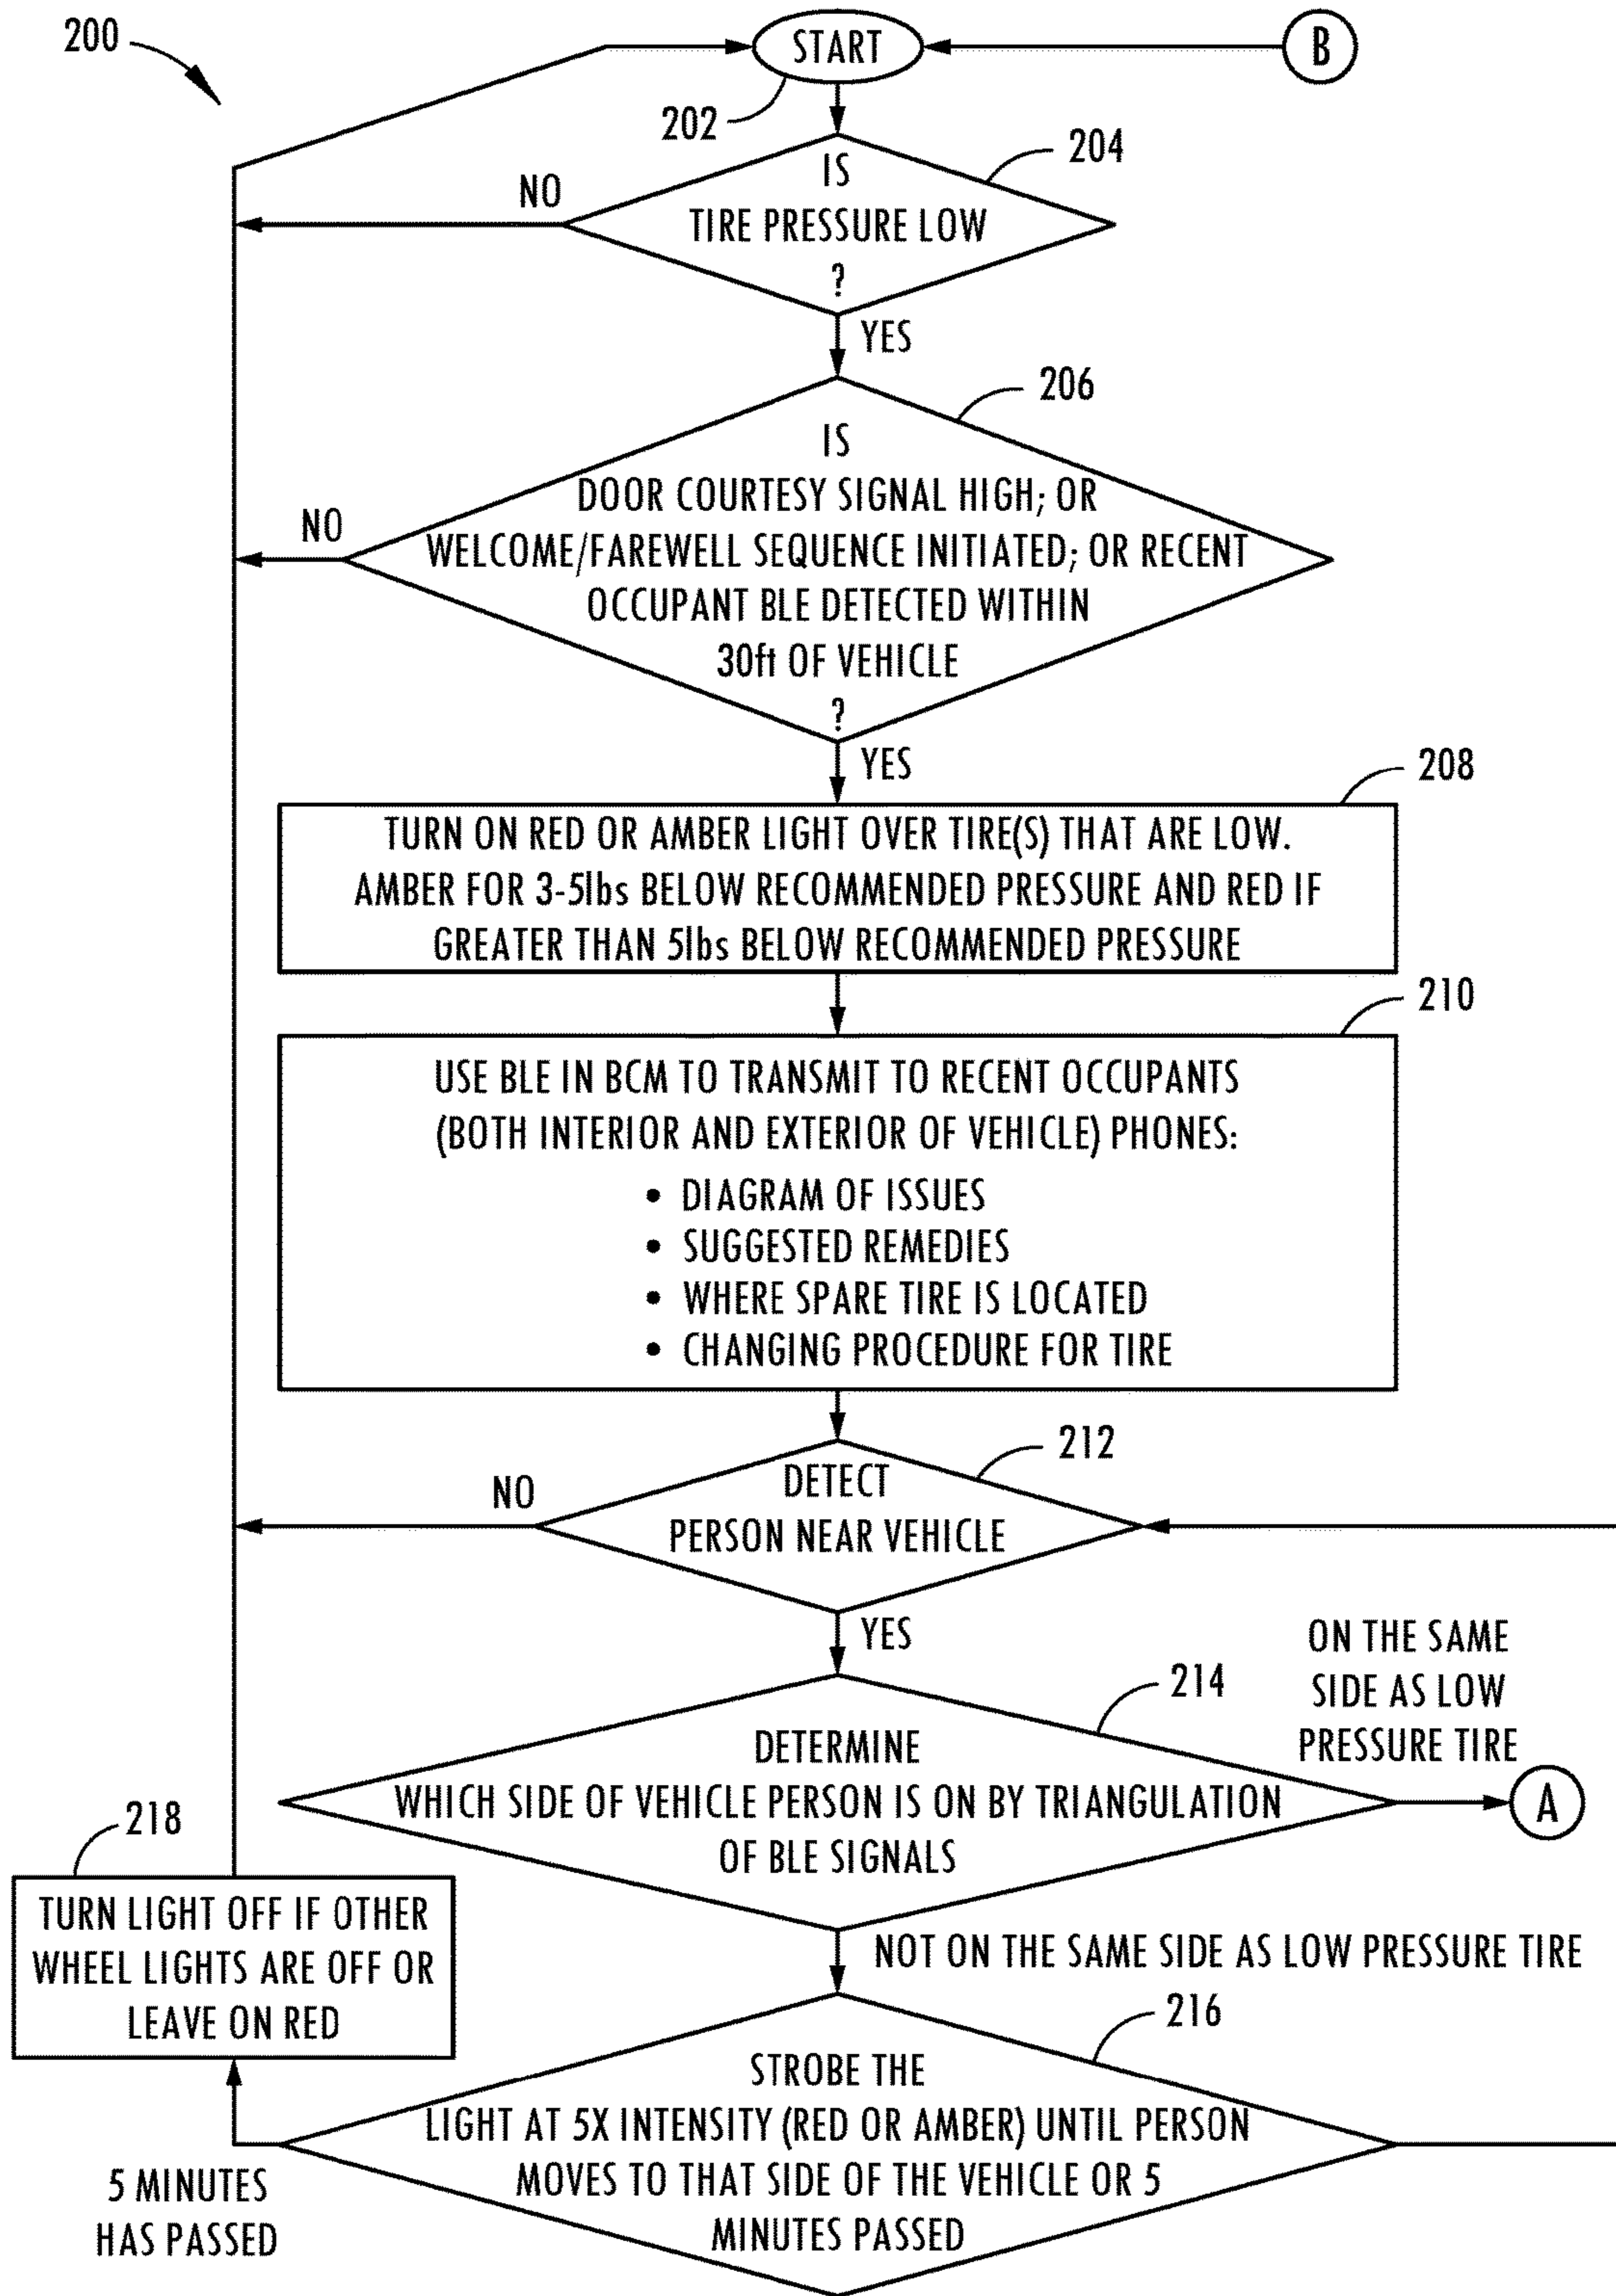 200
START
B
202
204
IS
TIRE PRESSURE LOW
?
NO
YES
206
IS
DOOR COURTESY SIGNAL HIGH; OR
WELCOME/FAREWELL SEQUENCE INITIATED; OR RECENT
OCCUPANT BLE DETECTED WITHIN
30ft OF VEHICLE
?
NO
YES
208
TURN ON RED OR AMBER LIGHT OVER TIRE(S) THAT ARE LOW.
AMBER FOR 3-5lbs BELOW RECOMMENDED PRESSURE AND RED IF
GREATER THAN 5lbs BELOW RECOMMENDED PRESSURE
210
USE BLE IN BCM TO TRANSMIT TO RECENT OCCUPANTS
(BOTH INTERIOR AND EXTERIOR OF VEHICLE) PHONES:
• DIAGRAM OF ISSUES
• SUGGESTED REMEDIES
• WHERE SPARE TIRE IS LOCATED
• CHANGING PROCEDURE FOR TIRE
212
DETECT
PERSON NEAR VEHICLE
NO
YES
214
DETERMINE
WHICH SIDE OF VEHICLE PERSON IS ON BY TRIANGULATION
OF BLE SIGNALS
ON THE SAME
SIDE AS LOW
PRESSURE TIRE
A
NOT ON THE SAME SIDE AS LOW PRESSURE TIRE
216
STROBE THE
LIGHT AT 5X INTENSITY (RED OR AMBER) UNTIL PERSON
MOVES TO THAT SIDE OF THE VEHICLE OR 5
MINUTES PASSED
5 MINUTES
HAS PASSED
218
TURN LIGHT OFF IF OTHER
WHEEL LIGHTS ARE OFF OR
LEAVE ON RED